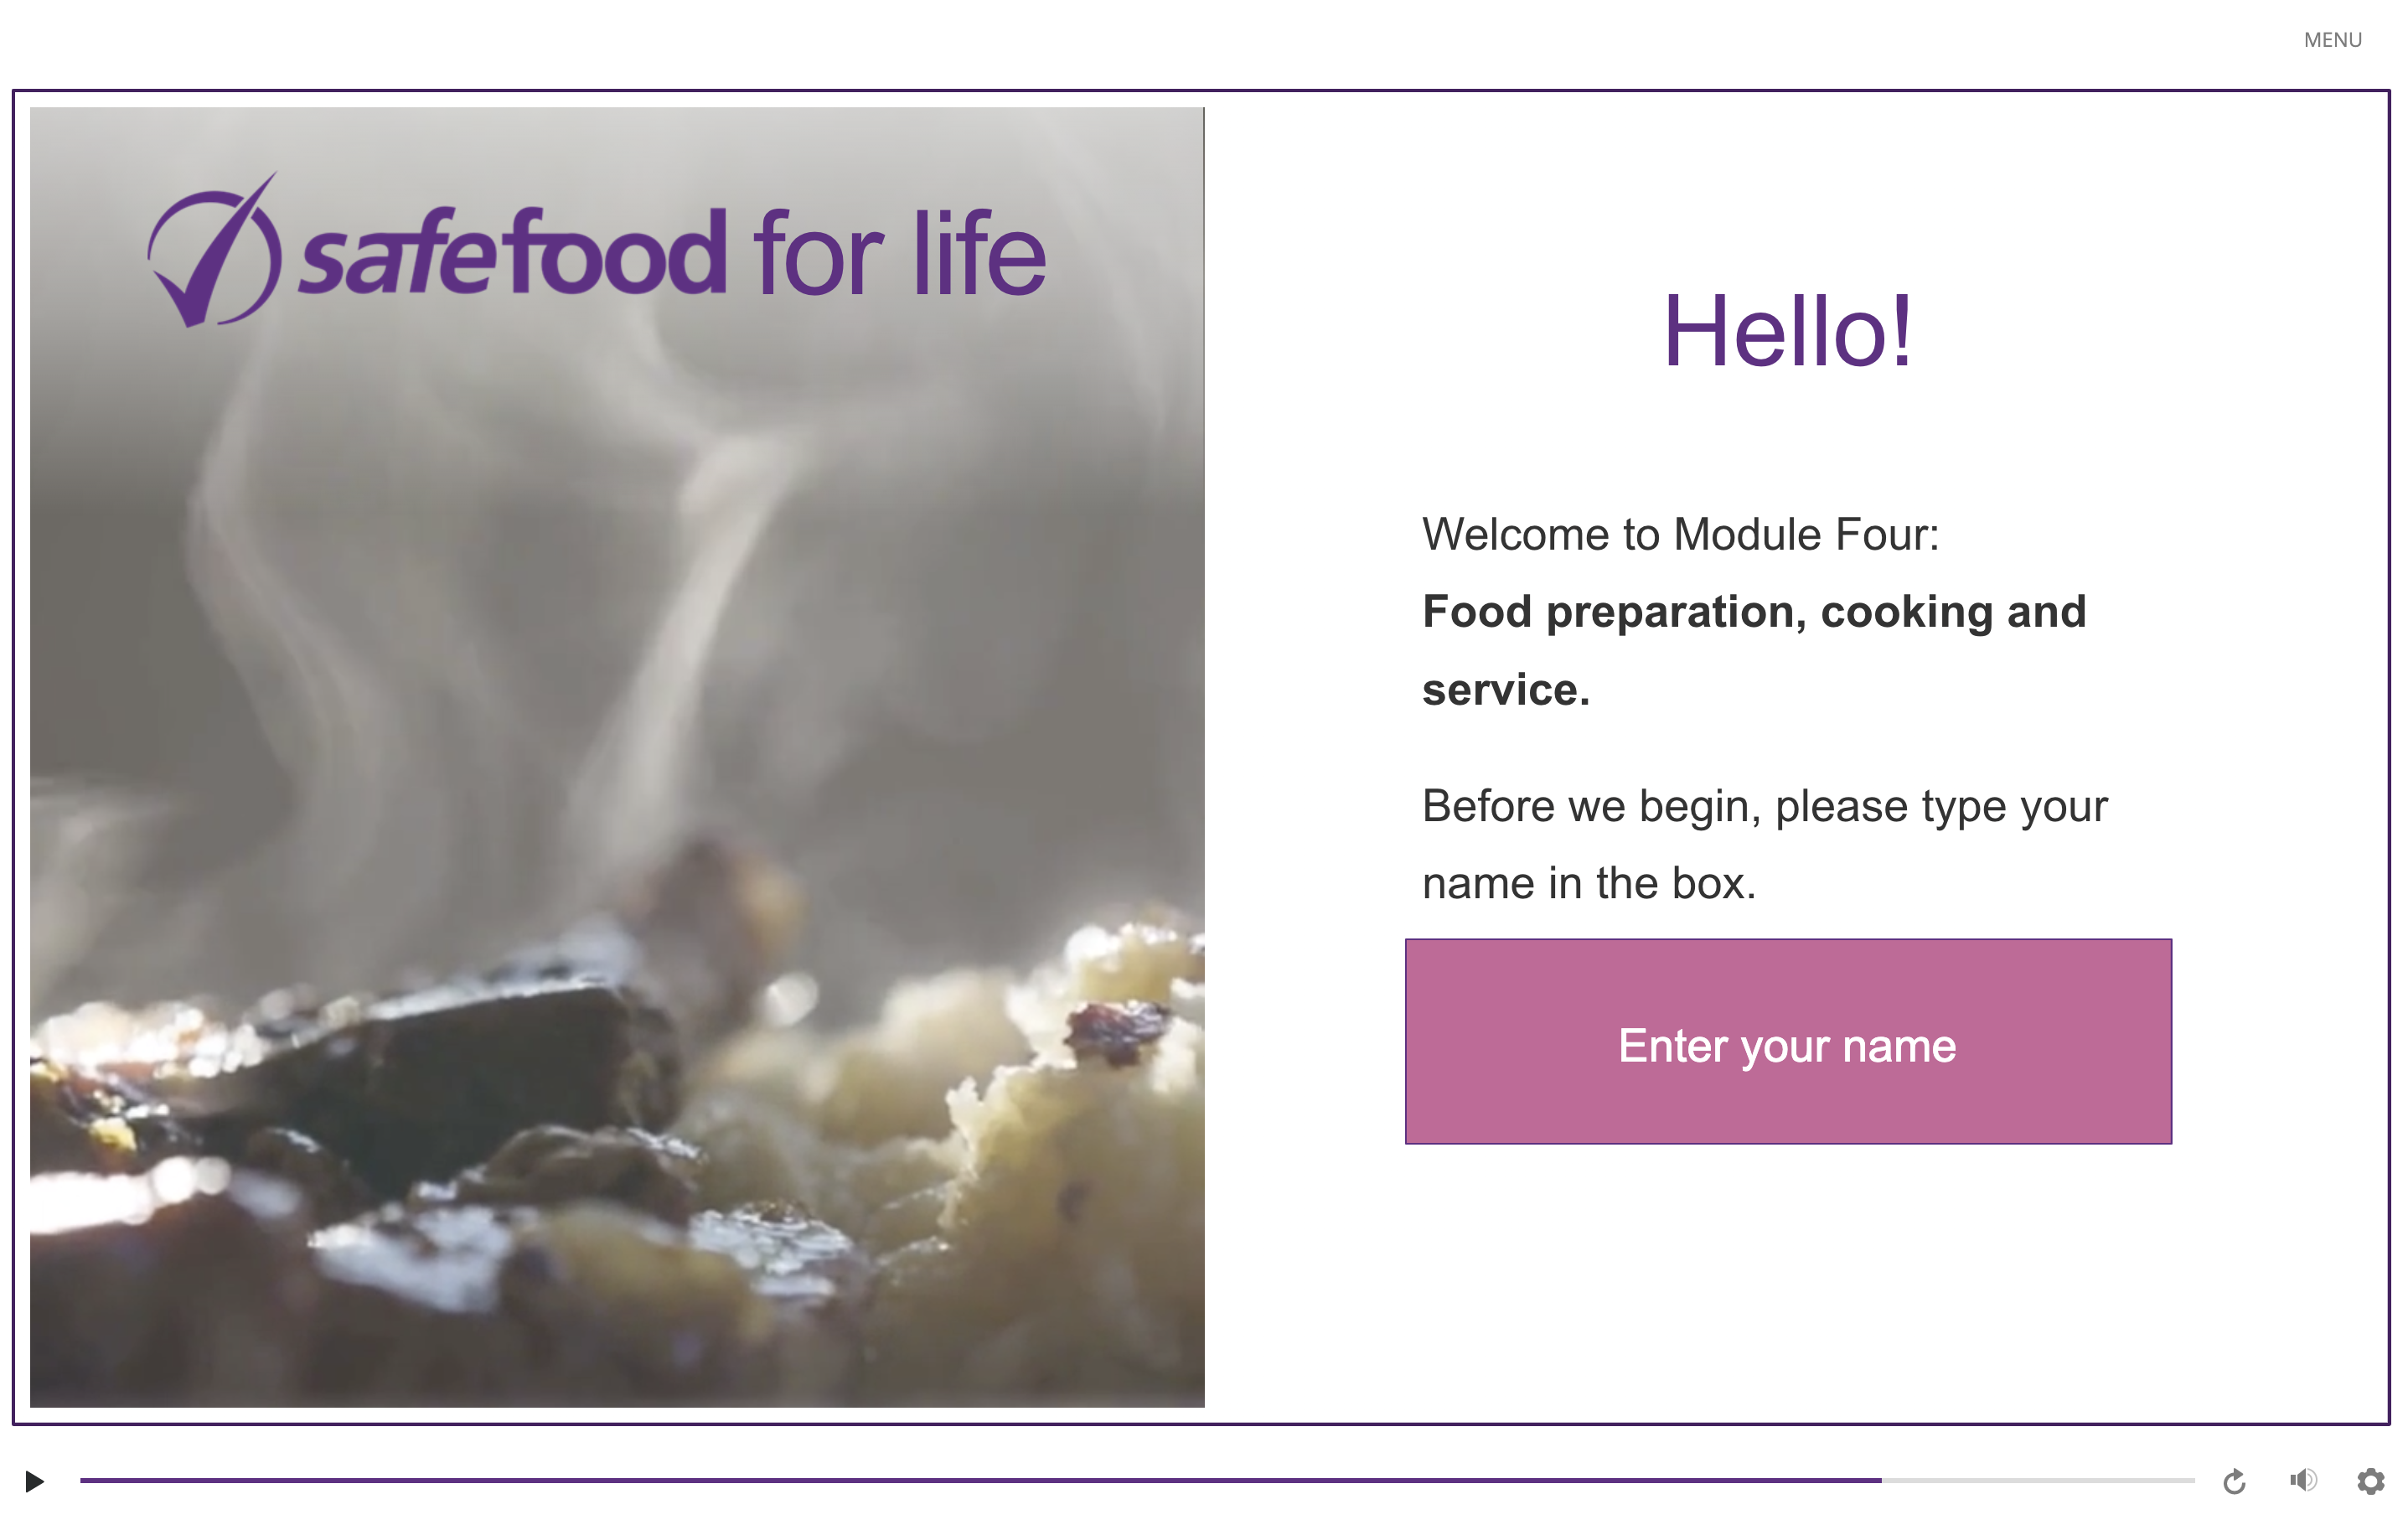 MENU
safefood for life
Hello!
Welcome to Module Four:
Food preparation, cooking and
service.
Before we begin, please type your
name in the box.
Enter your name